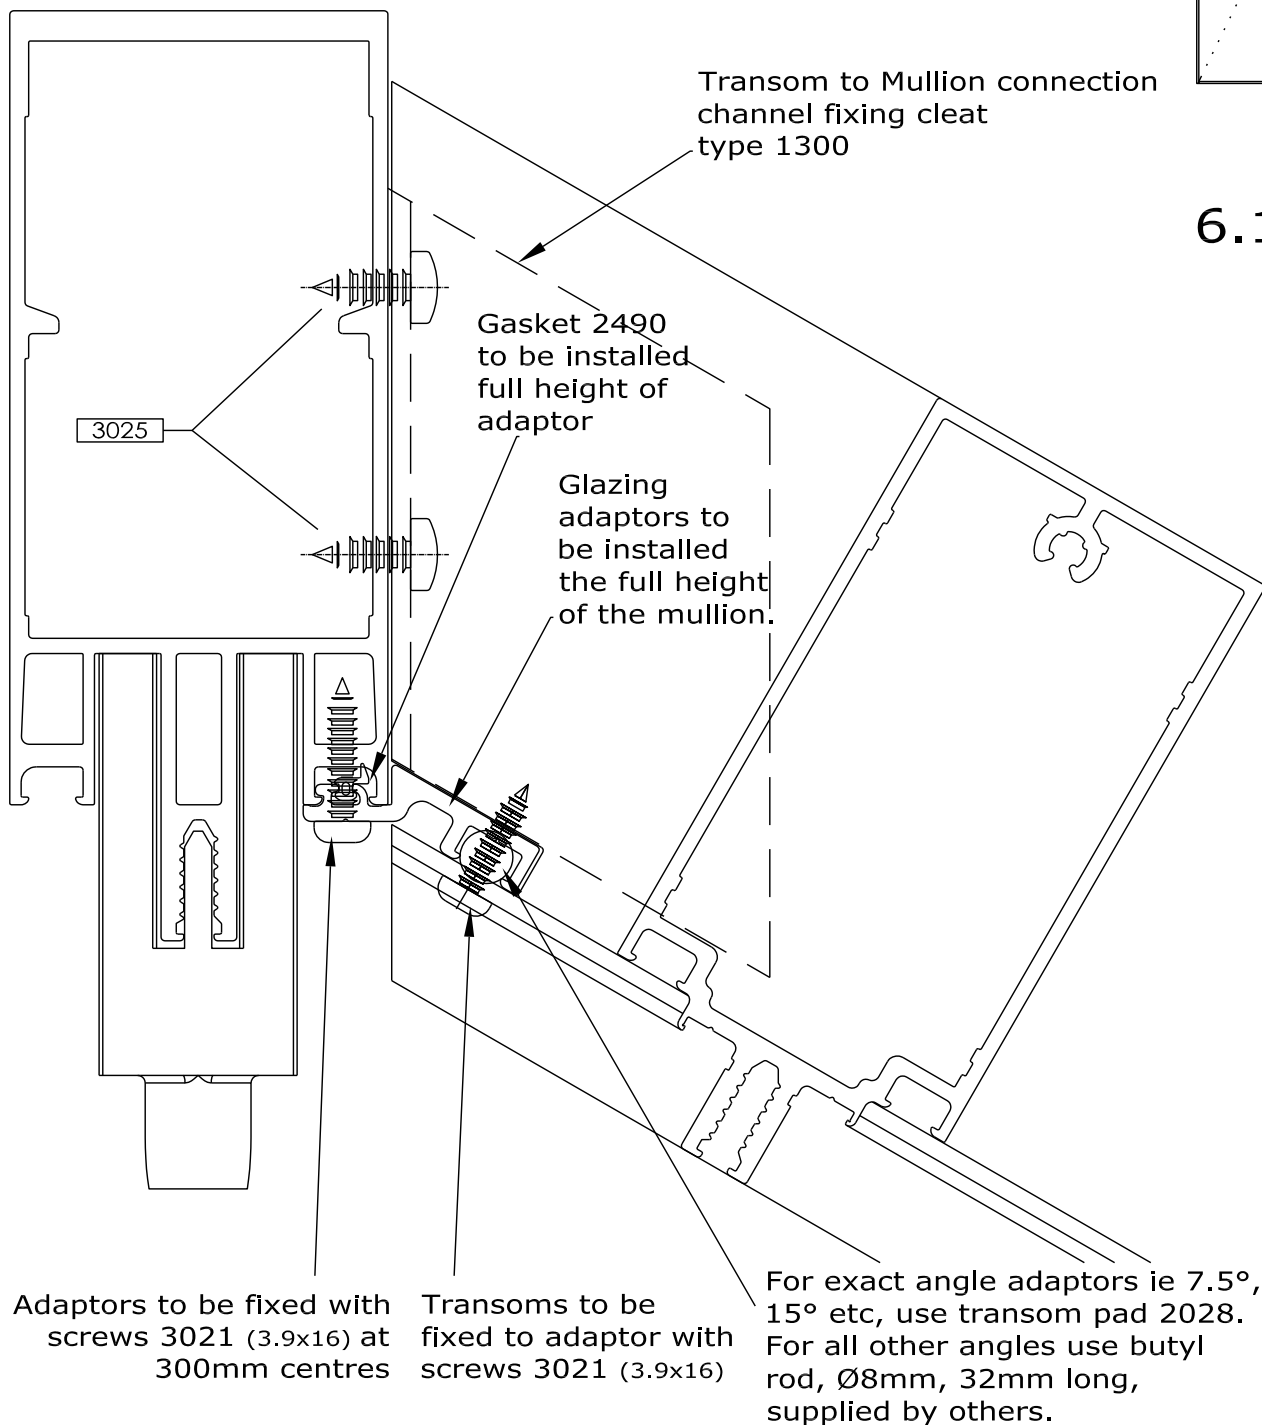 Transom to Mullion connection
channel fixing cleat
type 1300
Gasket 2490
to be installed
full height of
adaptor
3025
Glazing
adaptors to
be installed
the full height
of the mullion.
Adaptors to be fixed with
screws 3021 (3.9x16) at
300mm centres
Transoms to be
fixed to adaptor with
screws 3021 (3.9x16)
For exact angle adaptors ie 7.5°,
15° etc, use transom pad 2028.
For all other angles use butyl
rod, Ø8mm, 32mm long,
supplied by others.